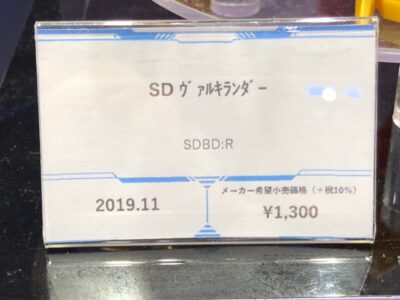 SD ヴァルキランダー
SDBD:R
2019.11
メーカー希望小売価格（＋税10%）
¥1,300